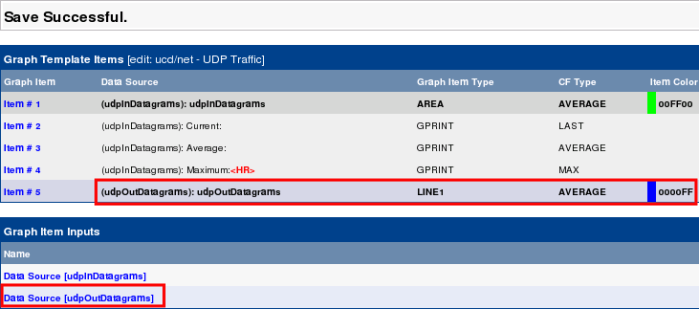 Save Successful.
Graph Template Items [edit: ucd/net - UDP Traffic]
Graph Item Data Source Graph Item Type CF Type Item Color
Item # 1 (udpInDatagrams): udpInDatagrams AREA AVERAGE 00FF00
Item # 2 (udpInDatagrams): Current: GPRINT LAST
Item # 3 (udpInDatagrams): Average: GPRINT AVERAGE
Item # 4 (udpInDatagrams): Maximum:<HR> GPRINT MAX
Item # 5 (udpOutDatagrams): udpOutDatagrams LINE1 AVERAGE 0000FF
Graph Item Inputs
Name
Data Source [udpInDatagrams]
Data Source [udpOutDatagrams]